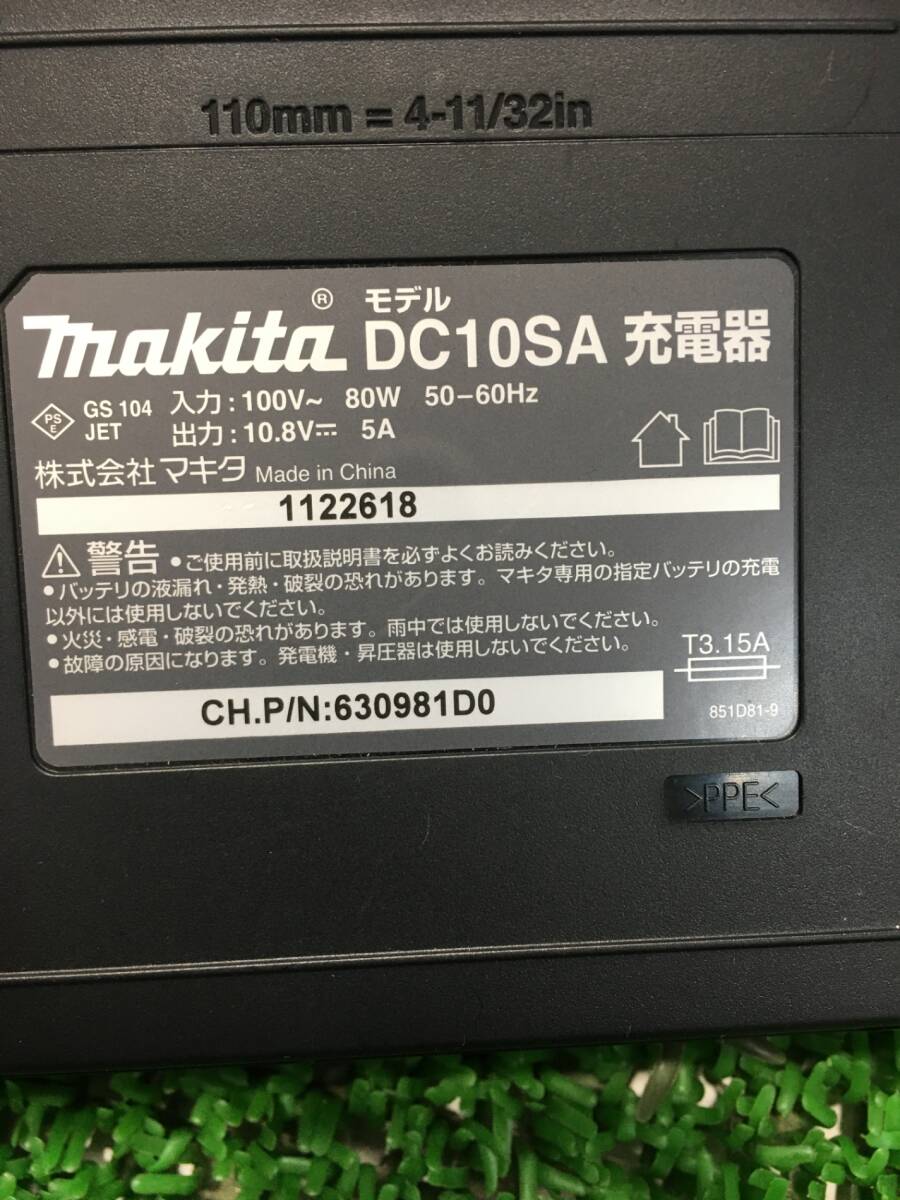 110mm = 4-11/32in
makita® モデル DC10SA 充電器
PSE GS 104 JET
入力:100V~ 80W 50-60Hz
出力:10.8V⎓ 5A
株式会社マキタ Made in China
1122618
⚠警告 ●ご使用前に取扱説明書を必ずよくお読みください。
●バッテリの液漏れ・発熱・破裂の恐れがあります。マキタ専用の指定バッテリの充電
以外には使用しないでください。
●火災・感電・破裂の恐れがあります。雨中では使用しないでください。
●故障の原因になります。発電機・昇圧器は使用しないでください。
T3.15A
CH.P/N:630981D0
851D81-9
>PPE<